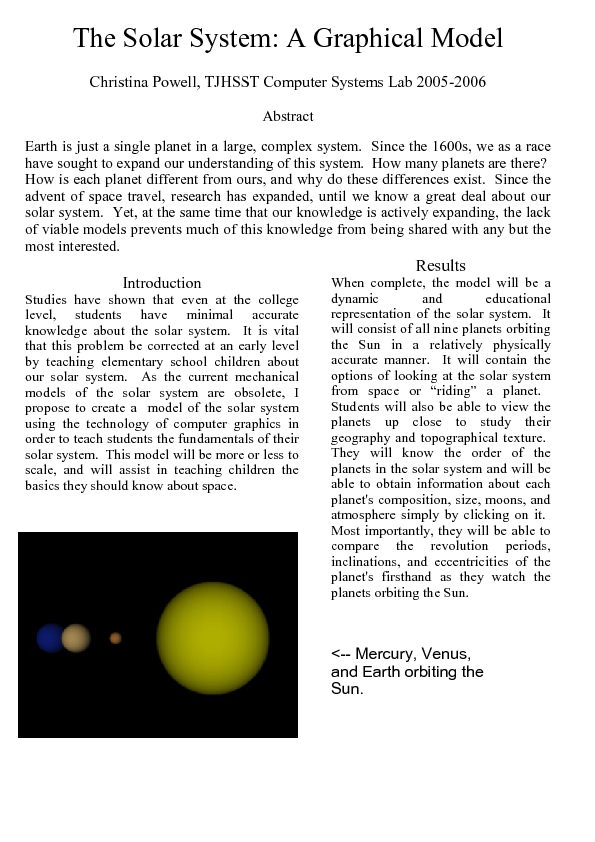 The Solar System: A Graphical Model
Christina Powell, TJHSST Computer Systems Lab 2005-2006
Abstract
Earth is just a single planet in a large, complex system.  Since the 1600s, we as a race
have sought to expand our understanding of this system.  How many planets are there?
How is each planet different from ours, and why do these differences exist.  Since the
advent of space travel, research has expanded, until we know a great deal about our
solar system.  Yet, at the same time that our knowledge is actively expanding, the lack
of viable models prevents much of this knowledge from being shared with any but the
most interested.
Introduction
Studies have shown that even at the college
level, students have minimal accurate
knowledge about the solar system.  It is vital
that this problem be corrected at an early level
by teaching elementary school children about
our solar system.  As the current mechanical
models of the solar system are obsolete, I
propose to create a  model of the solar system
using the technology of computer graphics in
order to teach students the fundamentals of their
solar system.  This model will be more or less to
scale, and will assist in teaching children the
basics they should know about space.
Results
When complete, the model will be a
dynamic and educational
representation of the solar system.  It
will consist of all nine planets orbiting
the Sun in a relatively physically
accurate manner.  It will contain the
options of looking at the solar system
from space or “riding” a planet.
Students will also be able to view the
planets up close to study their
geography and topographical texture.
They will know the order of the
planets in the solar system and will be
able to obtain information about each
planet's composition, size, moons, and
atmosphere simply by clicking on it.
Most importantly, they will be able to
compare the revolution periods,
inclinations, and eccentricities of the
planet's firsthand as they watch the
planets orbiting the Sun.
<-- Mercury, Venus,
and Earth orbiting the
Sun.